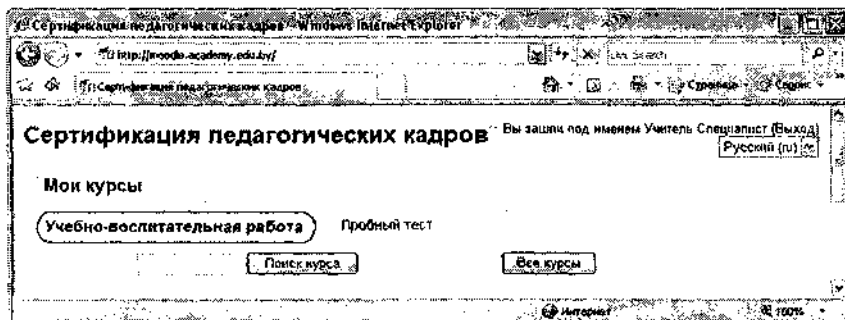 Сертификация педагогических кадров - Windows Internet Explorer
http://moodle.academy.edu.by/
Live Search
Сертификация педагогических кадров
Страница
Сервис
Сертификация педагогических кадров
Вы зашли под именем Учитель Специалист (Выход)
Русский (ru)
Мои курсы
Учебно-воспитательная работа
Пробный тест
Поиск курса
Все курсы
Интернет
100%